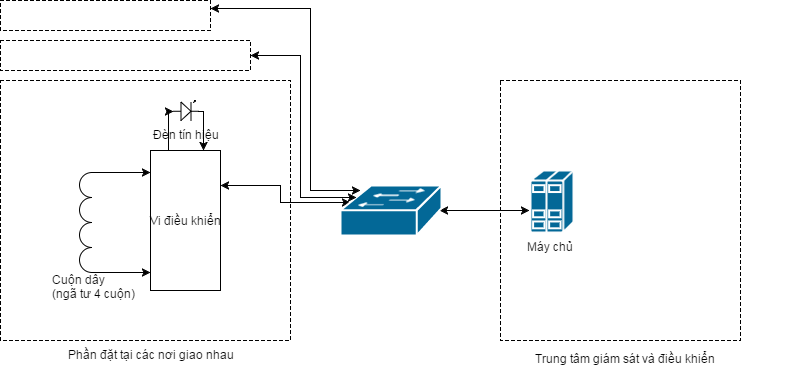 Đèn tín hiệu
Vi điều khiển
Cuộn dây
(ngã tư 4 cuộn)
Máy chủ
Phần đặt tại các nơi giao nhau
Trung tâm giám sát và điều khiển